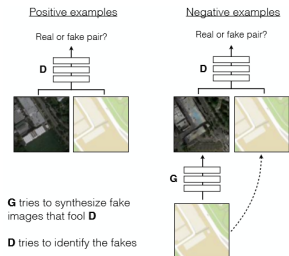 Positive examples
Real or fake pair?
D
Negative examples
Real or fake pair?
D
G
G tries to synthesize fake
images that fool D
D tries to identify the fakes